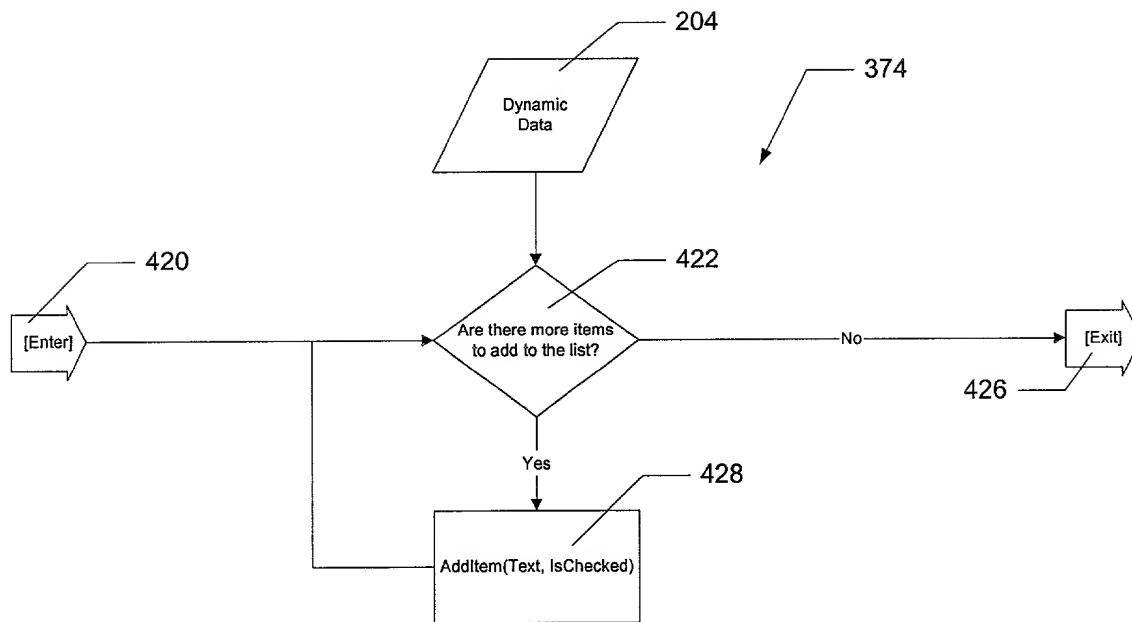 204
374
Dynamic
Data
420
422
[Enter]
Are there more items
to add to the list?
No
[Exit]
426
Yes
428
AddItem(Text, IsChecked)